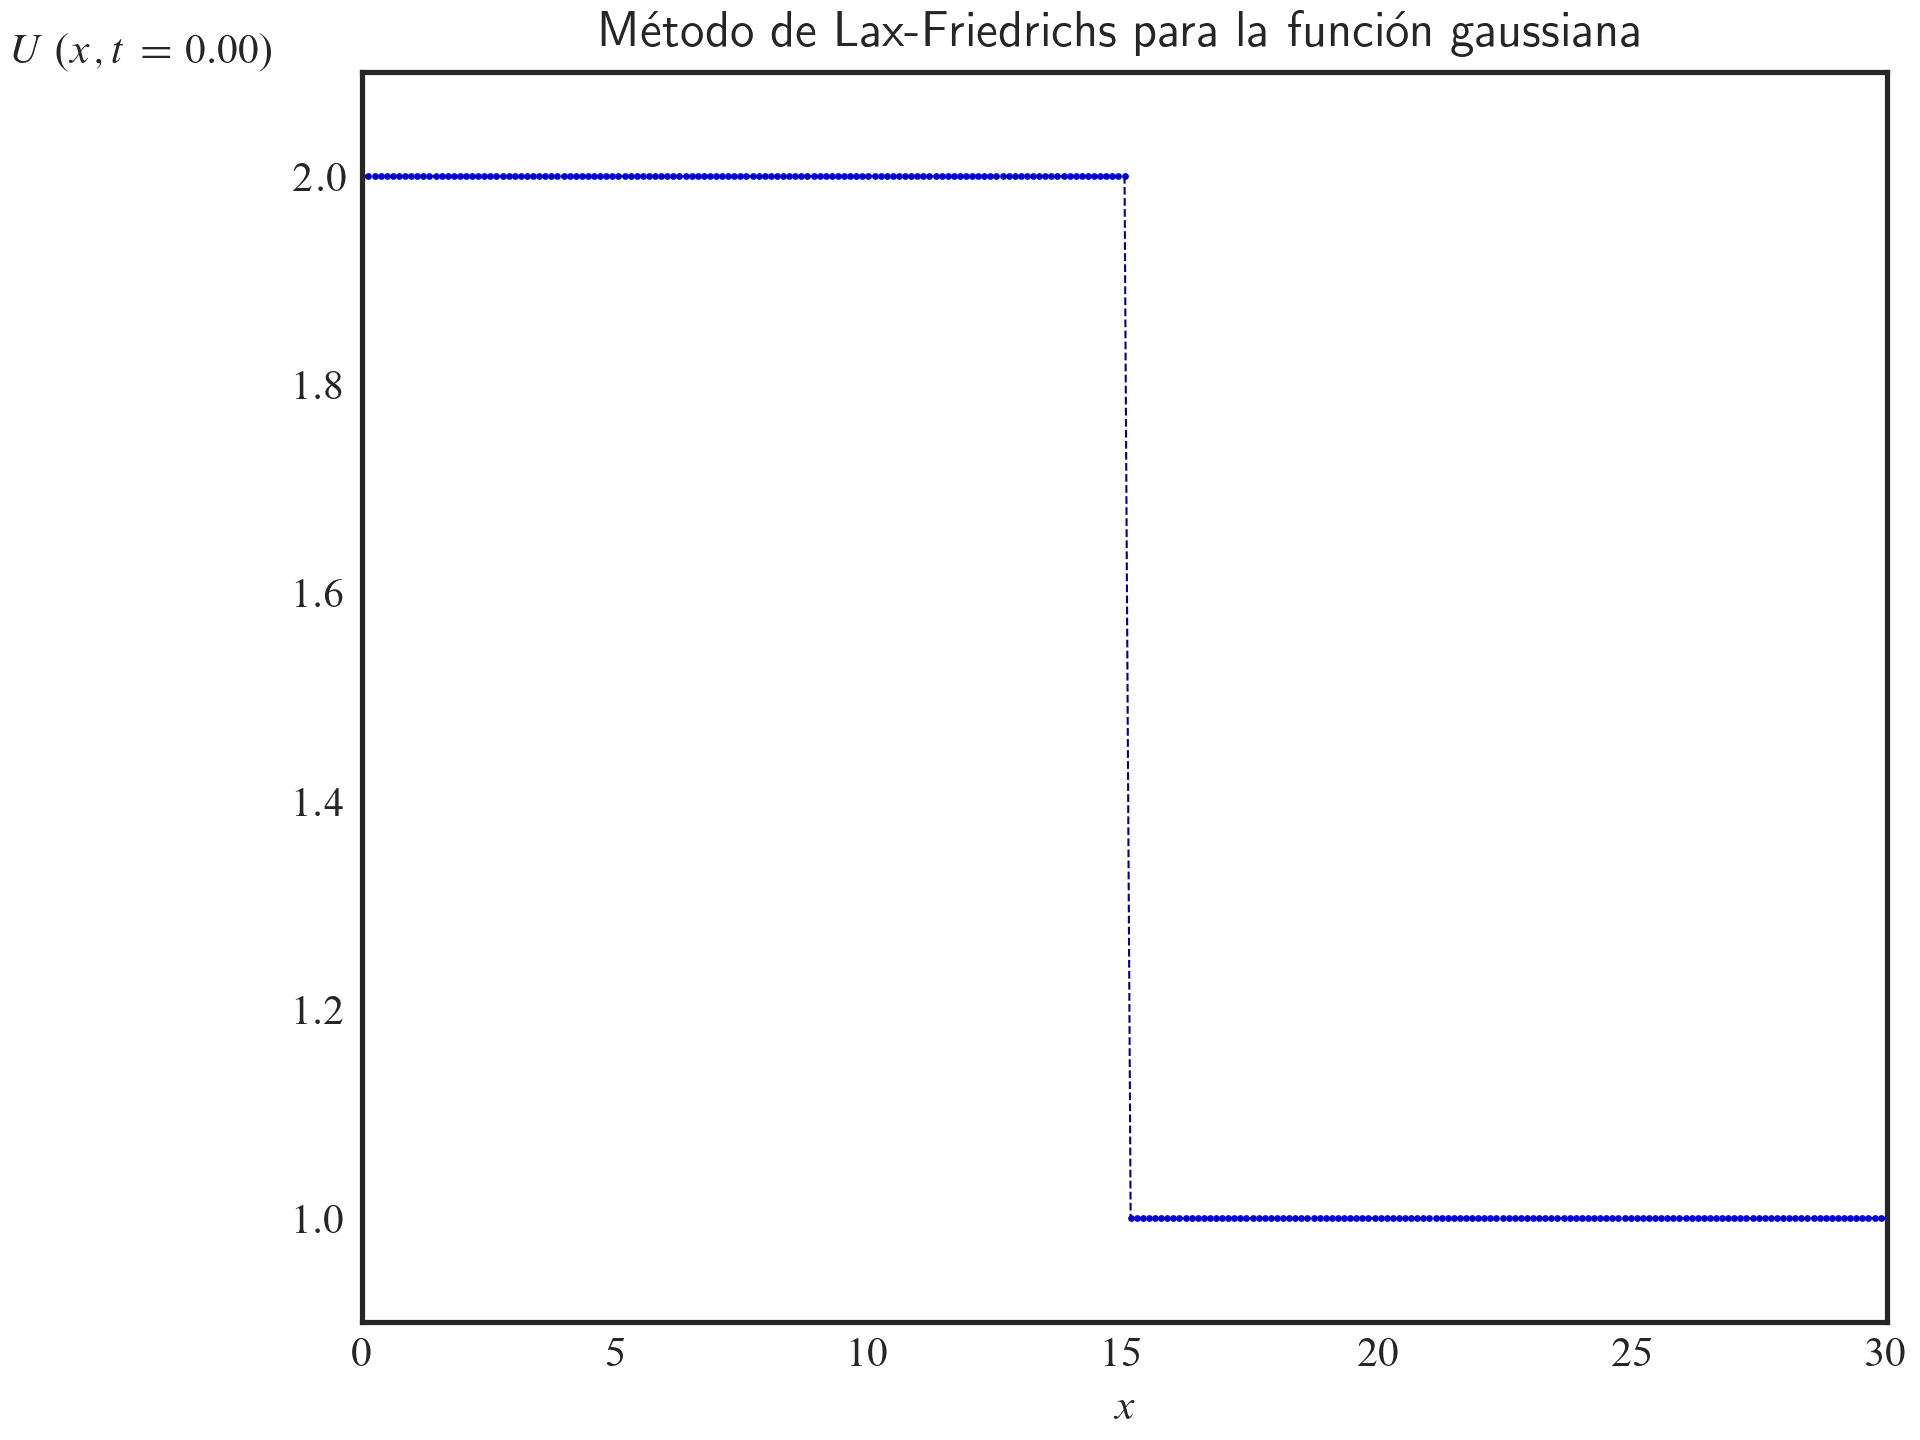 Método de Lax-Friedrichs para la función gaussiana
U (x, t = 0.00)
2.0
1.8
1.6
1.4
1.2
1.0
0 5 10 15 20 25 30
x